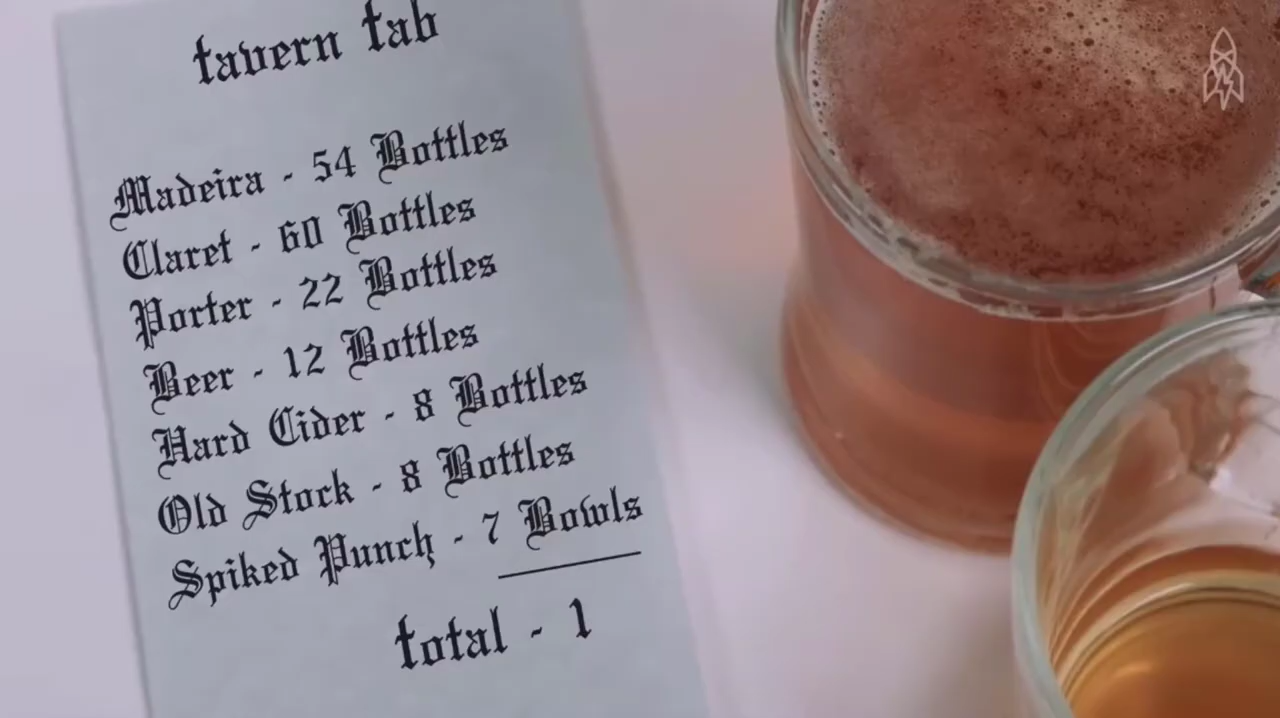 tavern tab
Madeira - 54 Bottles
Claret - 60 Bottles
Porter - 22 Bottles
Beer - 12 Bottles
Hard Cider - 8 Bottles
Old Stock - 8 Bottles
Spiked Punch - 7 Bowls
total - 1